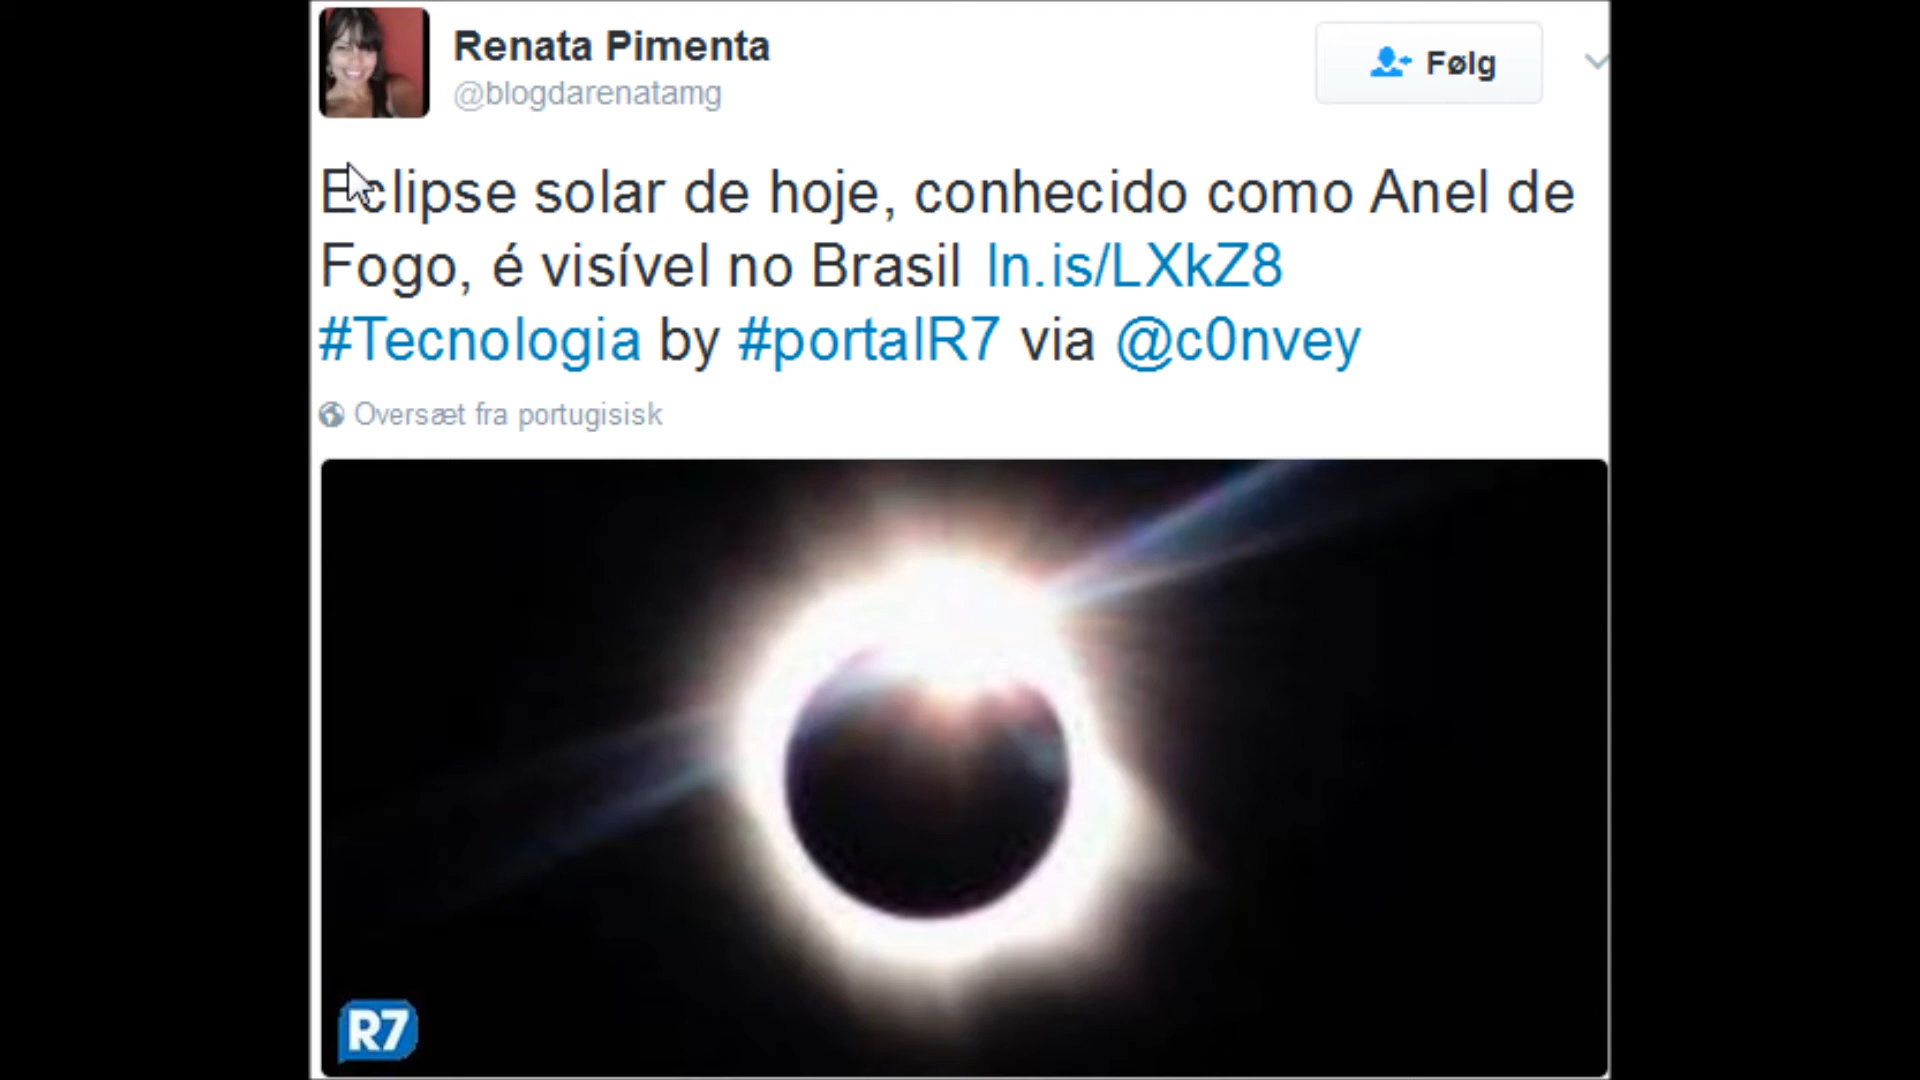 Renata Pimenta
@blogdarenatamg
Følg
Eclipse solar de hoje, conhecido como Anel de
Fogo, é visível no Brasil ln.is/LXkZ8
#Tecnologia by #portalR7 via @c0nvey
Oversæt fra portugisisk
R7